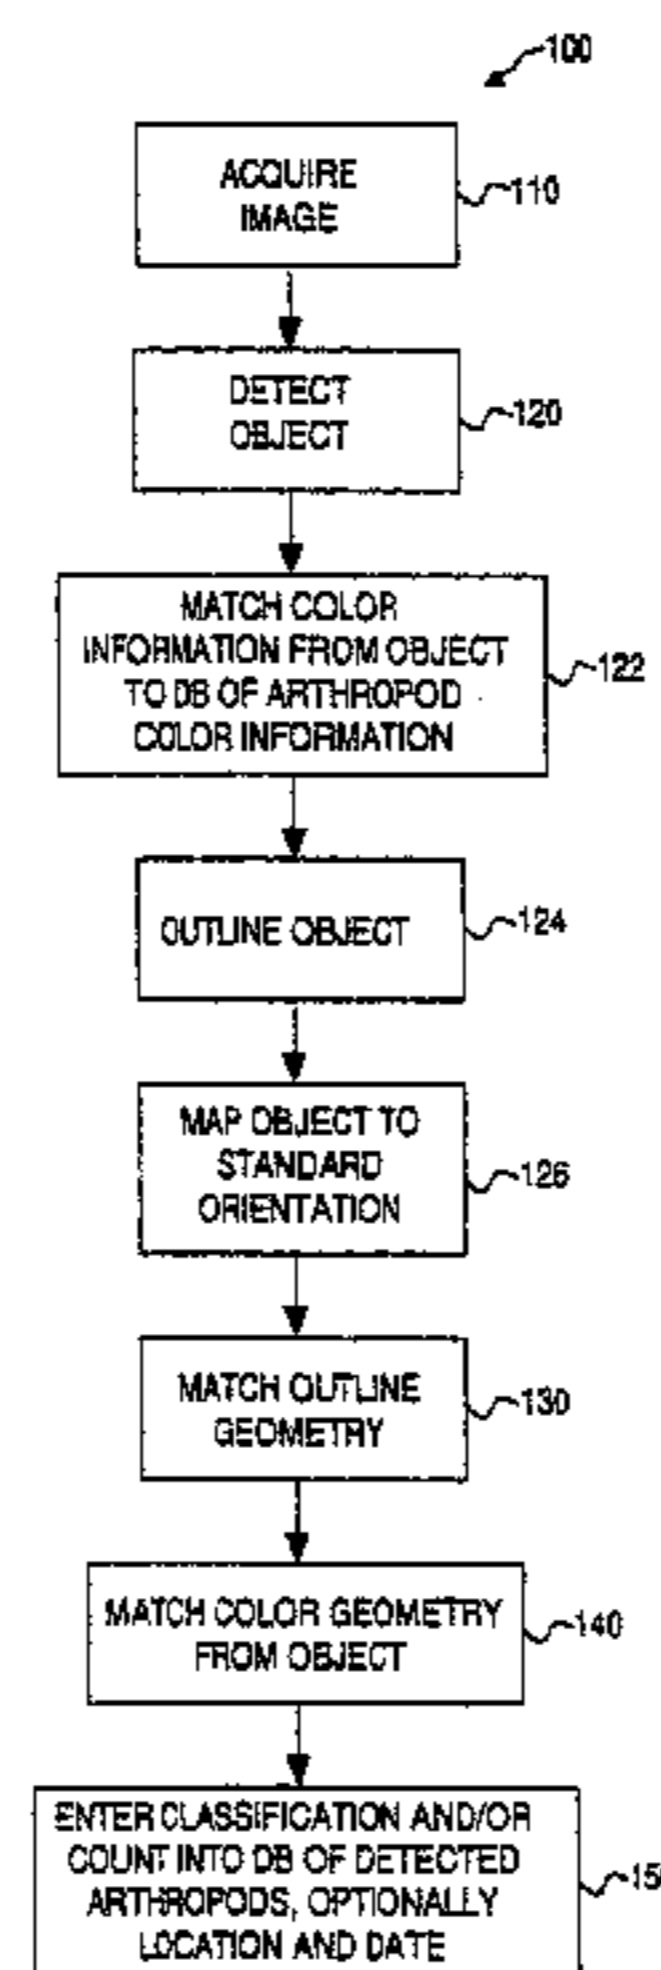 100
ACQUIRE
IMAGE
110
DETECT
OBJECT
120
MATCH COLOR
INFORMATION FROM OBJECT
TO DB OF ARTHROPOD
COLOR INFORMATION
122
OUTLINE OBJECT
124
MAP OBJECT TO
STANDARD
ORIENTATION
126
MATCH OUTLINE
GEOMETRY
130
MATCH COLOR GEOMETRY
FROM OBJECT
140
ENTER CLASSIFICATION AND/OR
COUNT INTO DB OF DETECTED
ARTHROPODS, OPTIONALLY
LOCATION AND DATE